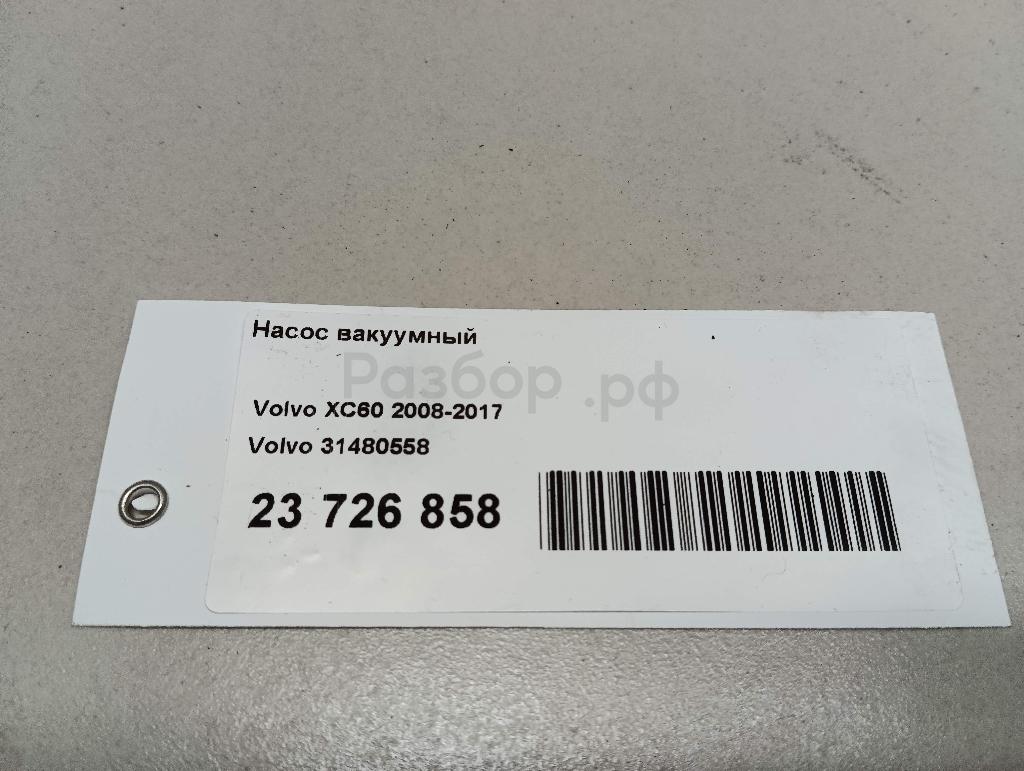 Насос вакуумный
Разбор .рф
Volvo XC60 2008-2017
Volvo 31480558
23 726 858